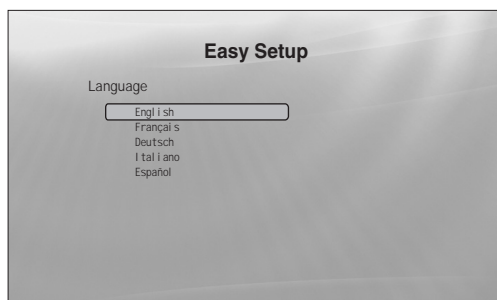 Easy Setup
Language
English
Français
Deutsch
Italiano
Español